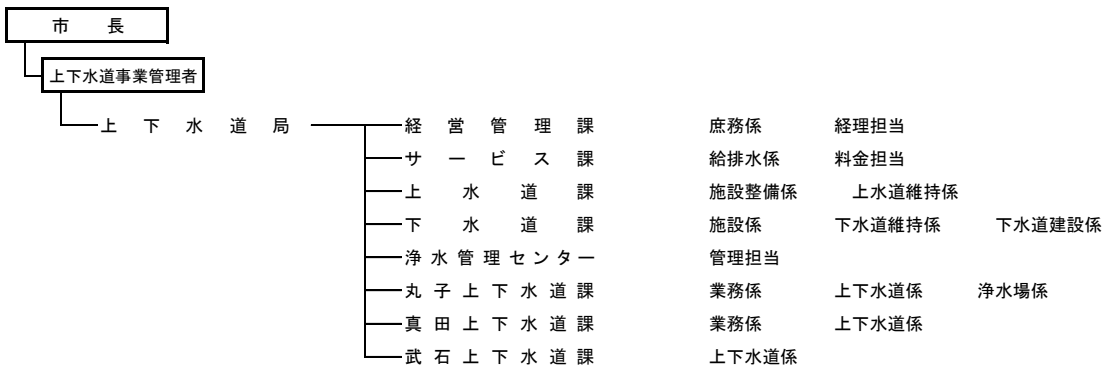 市長
上下水道事業管理者
上下水道局 経営管理課 庶務係 経理担当
サービス課 給排水係 料金担当
上水道課 施設整備係 上水道維持係
下水道課 施設係 下水道維持係 下水道建設係
浄水管理センター 管理担当
丸子上下水道課 業務係 上下水道係 浄水場係
真田上下水道課 業務係 上下水道係
武石上下水道課 上下水道係